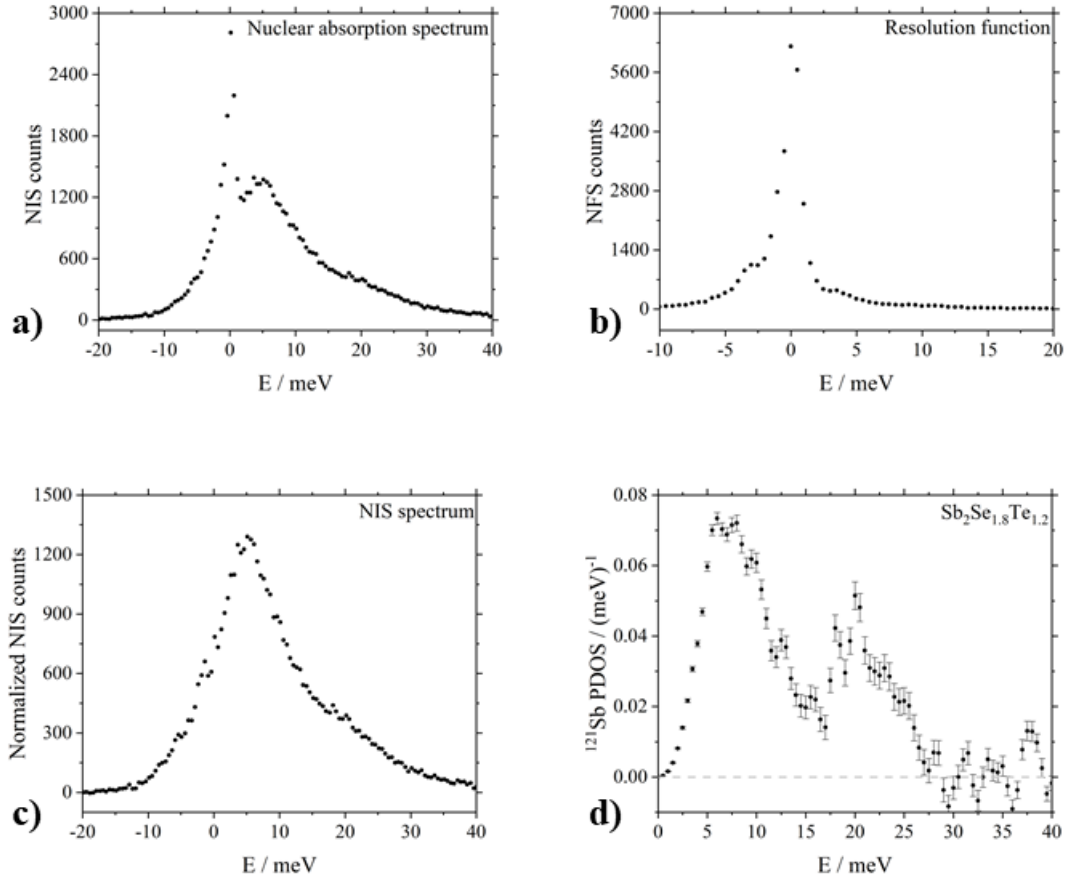 Nuclear absorption spectrum
3000
2400
1800
1200
600
0
NIS counts
-20 -10 0 10 20 30 40
E / meV
a)
Resolution function
7000
5600
4200
2800
1400
0
NFS counts
-10 -5 0 5 10 15 20
E / meV
b)
NIS spectrum
1500
1200
900
600
300
0
Normalized NIS counts
-20 -10 0 10 20 30 40
E / meV
c)
Sb₂Se₁.₈Te₁.₂
0.08
0.06
0.04
0.02
0.00
¹²¹Sb PDOS / (meV)⁻¹
0 5 10 15 20 25 30 35 40
E / meV
d)